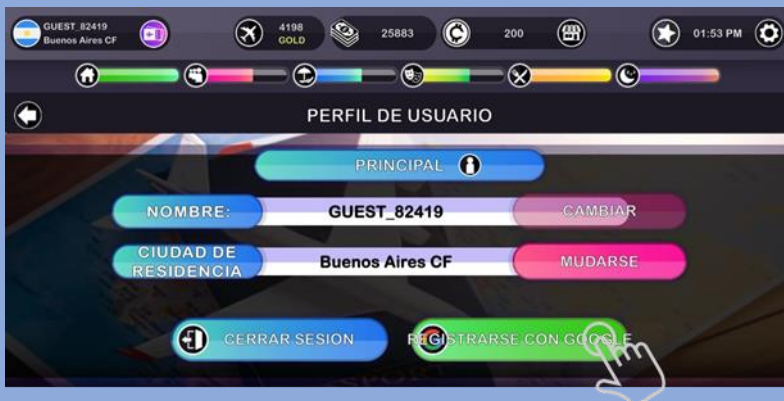 GUEST_82419
Buenos Aires CF
4198
GOLD
25883
200
01:53 PM
PERFIL DE USUARIO
PRINCIPAL
NOMBRE:
GUEST_82419
CAMBIAR
CIUDAD DE
RESIDENCIA
Buenos Aires CF
MUDARSE
CERRAR SESION
REGISTRARSE CON GOOGLE